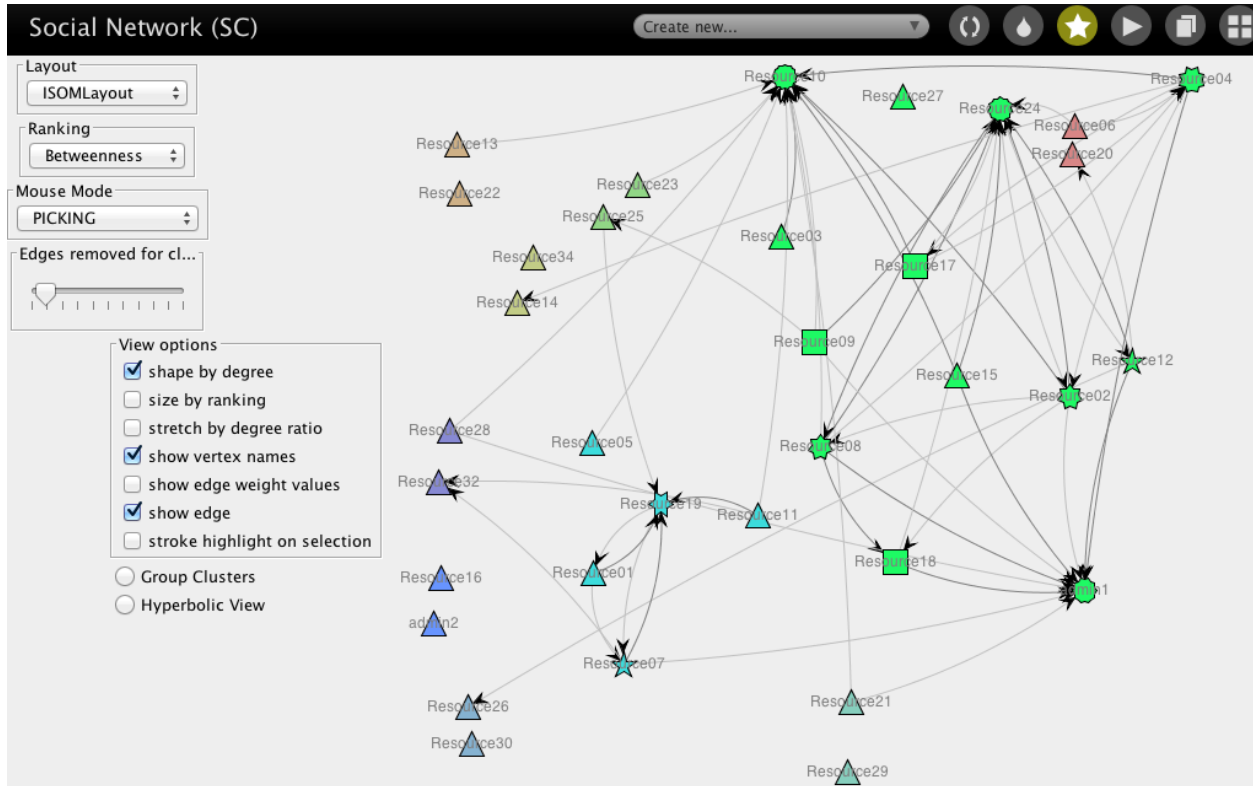 Social Network (SC)
Create new...
Layout
ISOMLayout
Ranking
Betweenness
Mouse Mode
PICKING
Edges removed for cl...
View options
shape by degree
size by ranking
stretch by degree ratio
show vertex names
show edge weight values
show edge
stroke highlight on selection
Group Clusters
Hyperbolic View
Resource10
Resource04
Resource27
Resource24
Resource06
Resource13
Resource20
Resource23
Resource22
Resource25
Resource03
Resource34
Resource17
Resource14
Resource09
Resource12
Resource15
Resource02
Resource28
Resource05
Resource08
Resource32
Resource19
Resource11
Resource18
Resource16
Resource01
admin1
admin2
Resource07
Resource21
Resource26
Resource30
Resource29